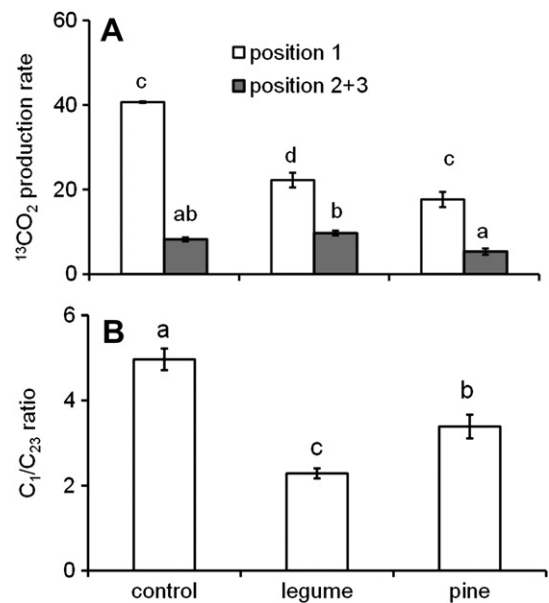 A
60
40
20
0
¹³CO₂ production rate
position 1
position 2+3
c
ab
d
b
c
a
B
6
4
2
0
C₁/C₂₃ ratio
a
c
b
control legume pine